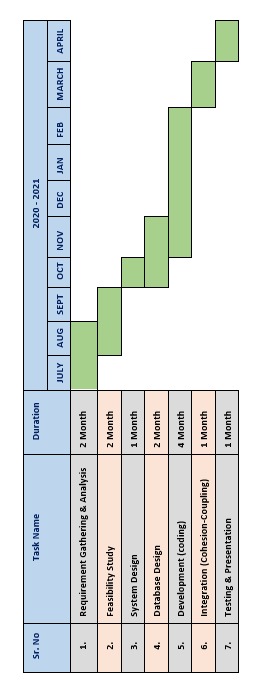 Sr. No Task Name Duration 2020 - 2021
JULY AUG SEPT OCT NOV DEC JAN FEB MARCH APRIL
1. Requirement Gathering & Analysis 2 Month
2. Feasibility Study 2 Month
3. System Design 1 Month
4. Database Design 2 Month
5. Development (coding) 4 Month
6. Integration (Cohesion-Coupling) 1 Month
7. Testing & Presentation 1 Month